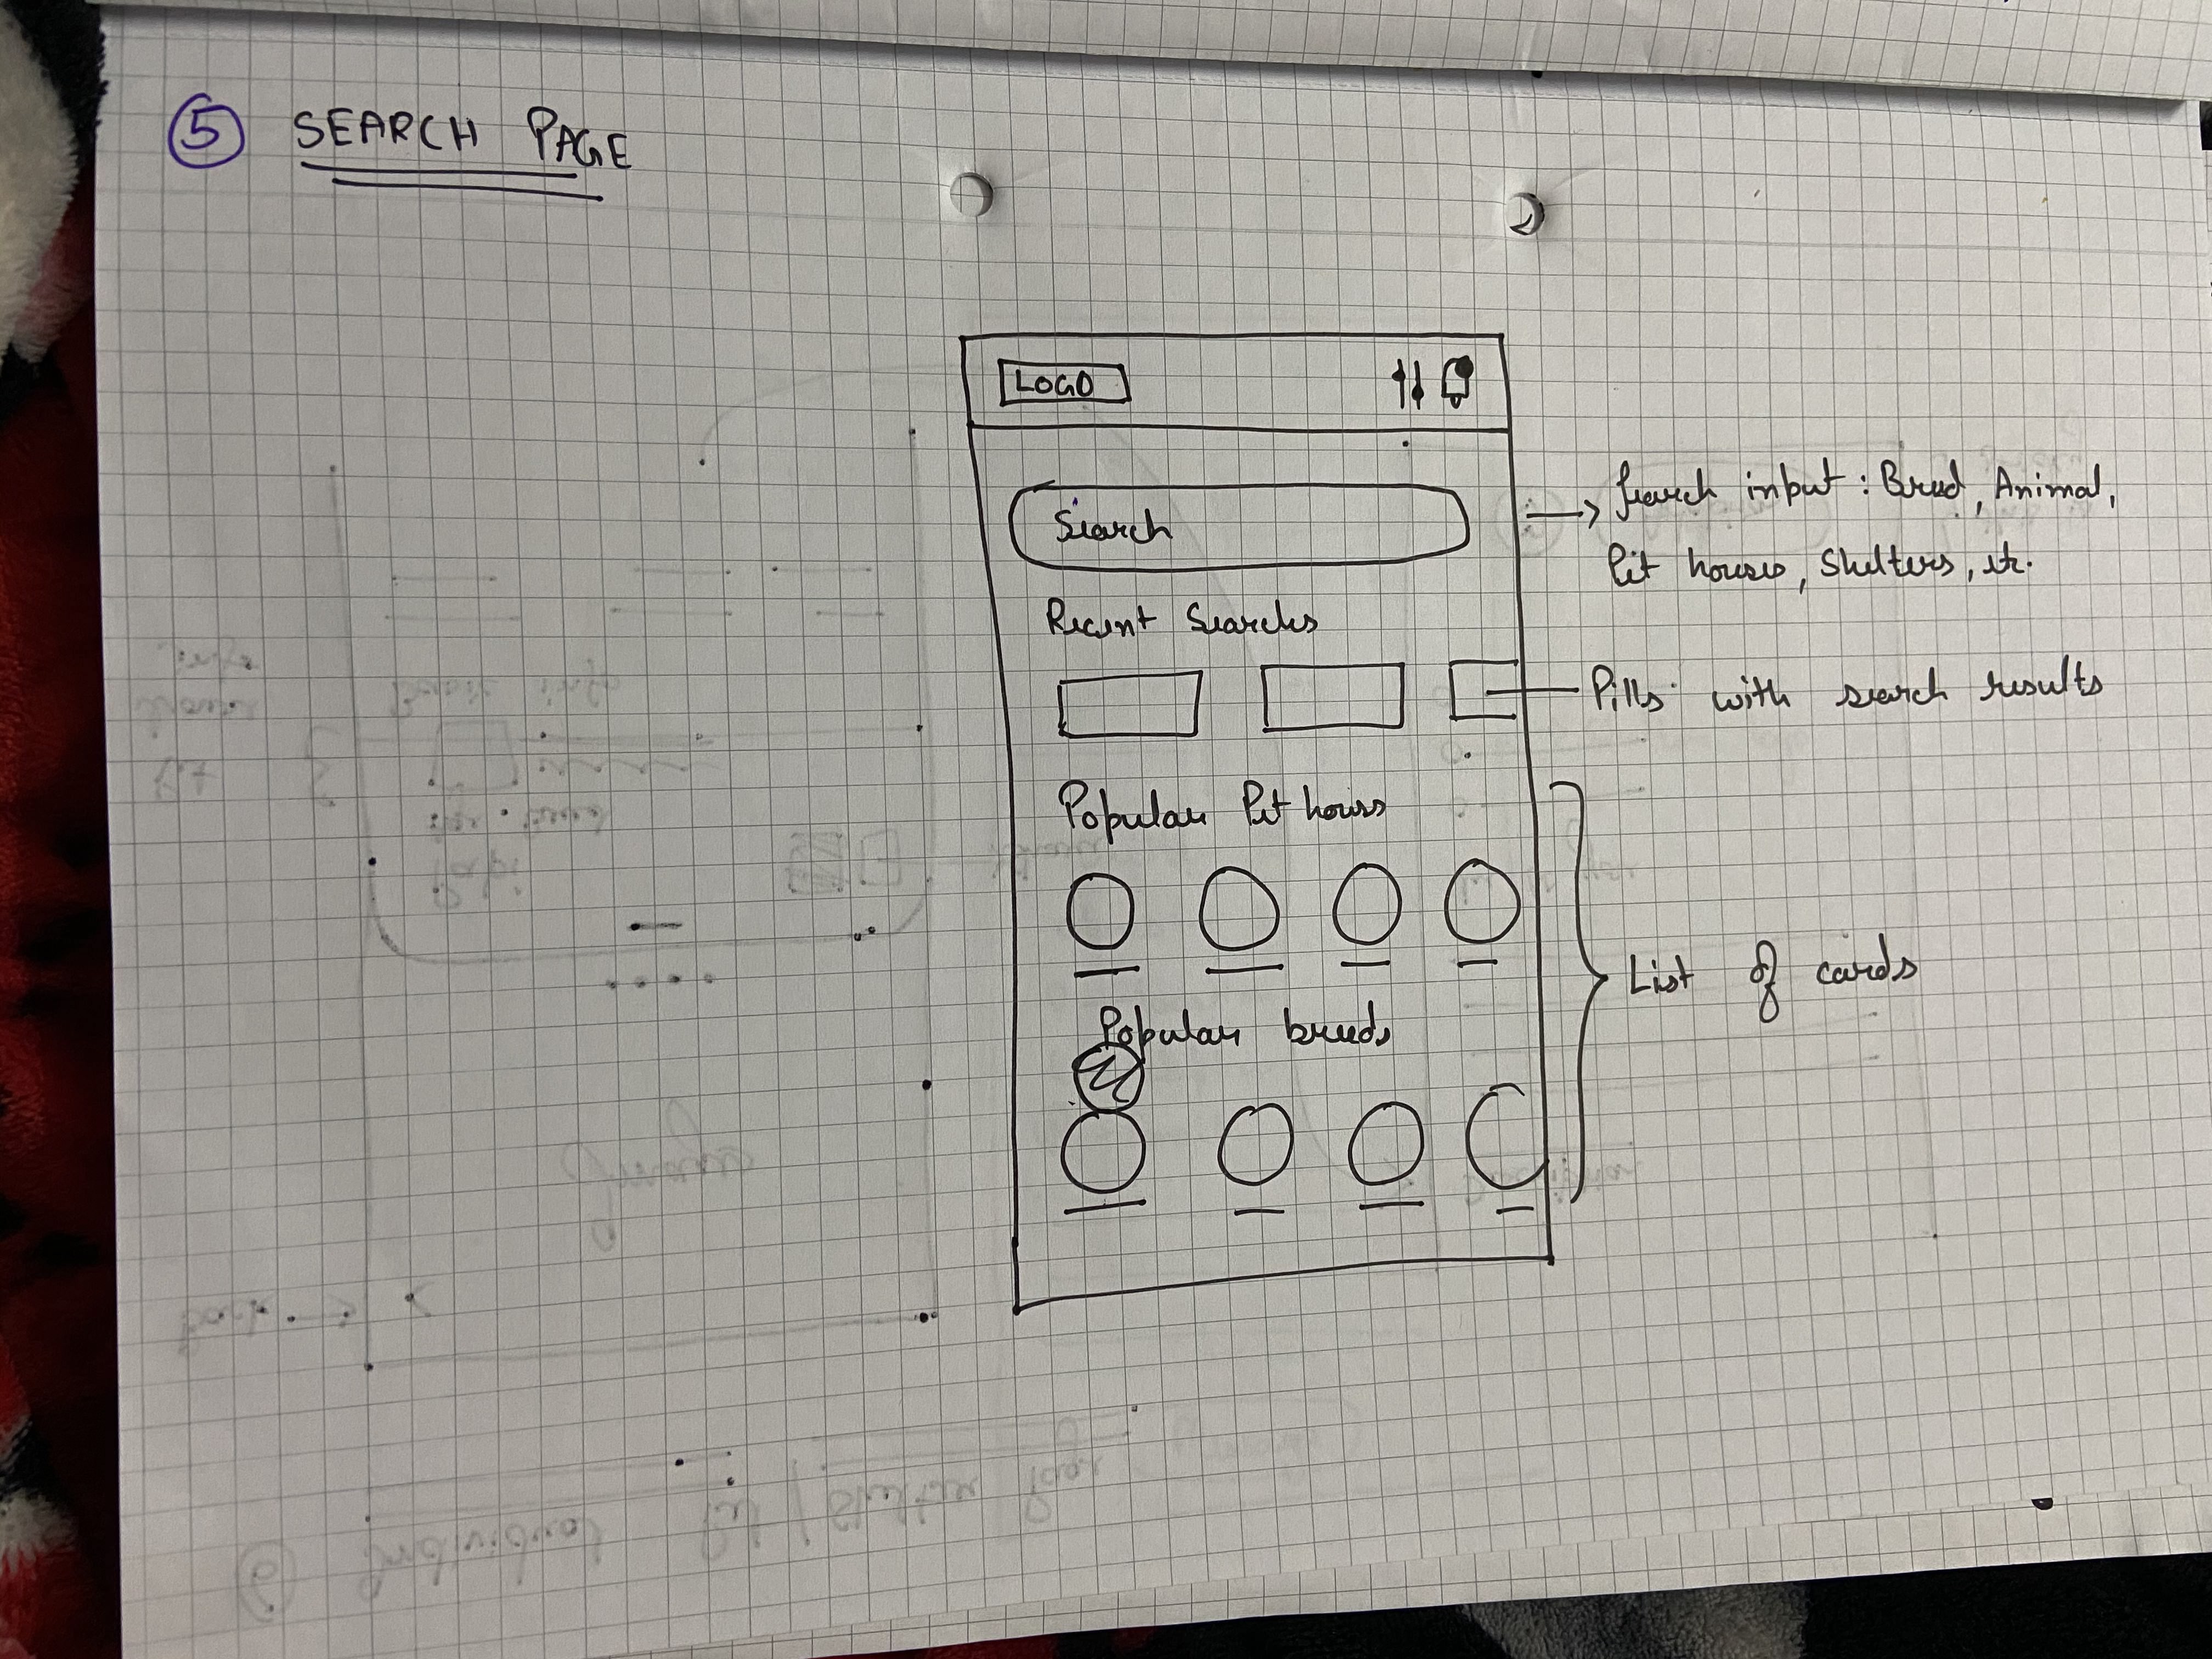 5 SEARCH PAGE
LOGO
Search
Search input : Breed, Animal,
Pet houses, Shelters, etc.
Recent Searches
Pills with search results
Popular Pet houses
List of cards
Popular breeds